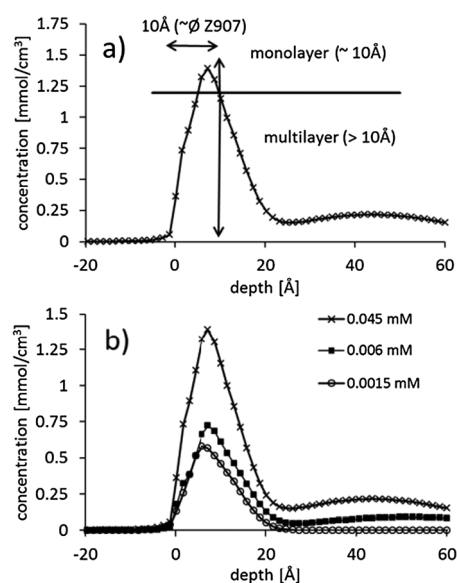 10Å (~Ø Z907)
a)
monolayer (~ 10Å)
multilayer (> 10Å)
concentration [mmol/cm³]
1.75
1.5
1.25
1
0.75
0.5
0.25
0
-20 0 20 40 60
depth [Å]
b)
0.045 mM
0.006 mM
0.0015 mM
concentration [mmol/cm³]
1.5
1.25
1
0.75
0.5
0.25
0
-20 0 20 40 60
depth [Å]